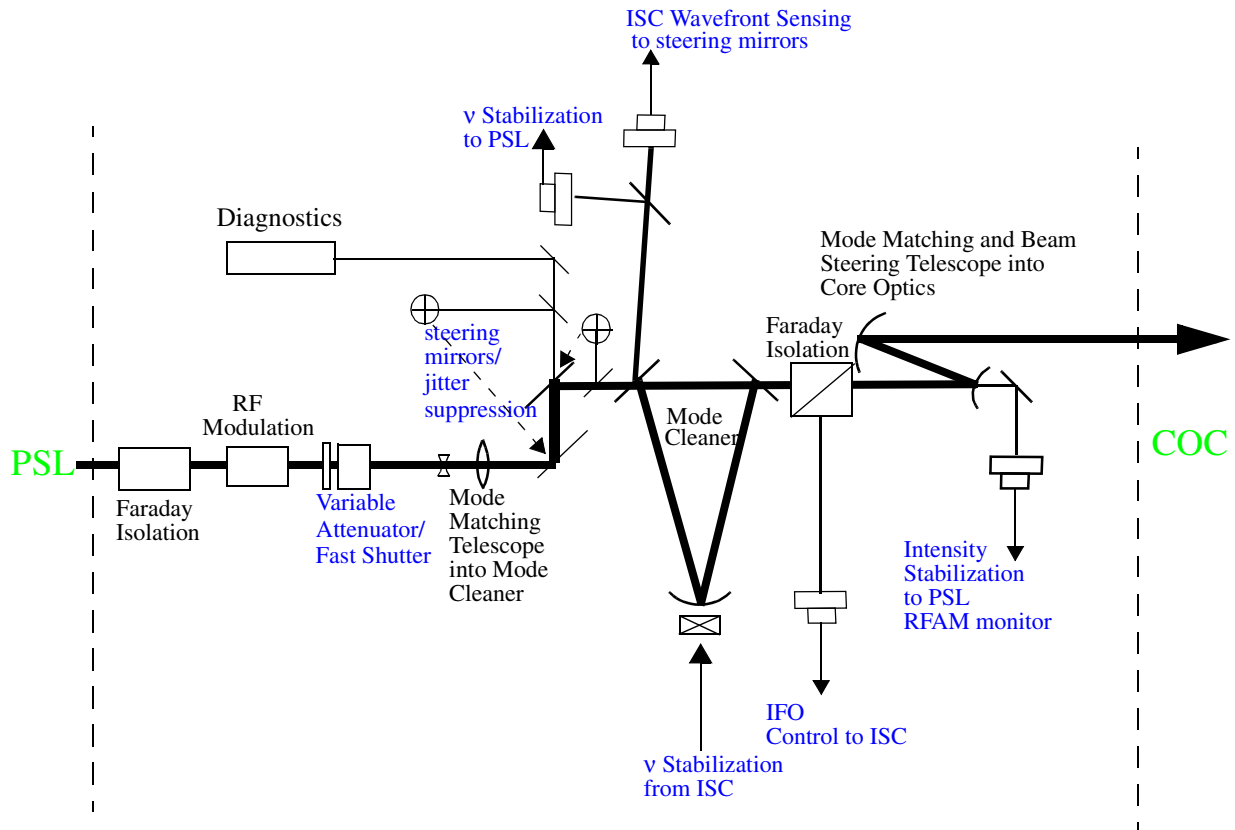 ISC Wavefront Sensing
to steering mirrors
ν Stabilization
to PSL
Diagnostics
Mode Matching and Beam
Steering Telescope into
Core Optics
steering
mirrors/
jitter
suppression
Faraday
Isolation
RF
Modulation
Mode
Cleaner
PSL
COC
Faraday
Isolation
Variable
Attenuator/
Fast Shutter
Mode
Matching
Telescope
into Mode
Cleaner
Intensity
Stabilization
to PSL
RFAM monitor
IFO
Control to ISC
ν Stabilization
from ISC